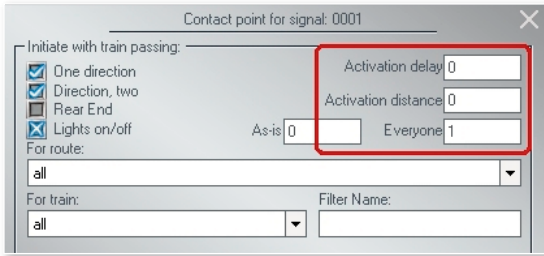 Contact point for signal: 0001
Initiate with train passing:
One direction
Activation delay 0
Direction, two
Activation distance 0
Rear End
Lights on/off
As-is 0
Everyone 1
For route:
all
For train:
Filter Name:
all